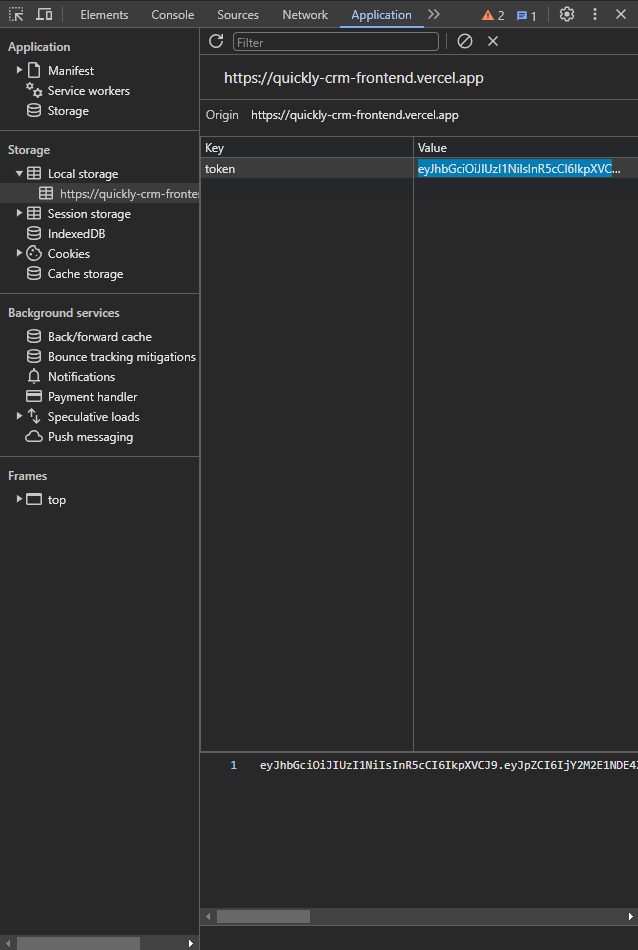 Elements Console Sources Network Application 2 1
Application
Manifest
Service workers
Storage
Storage
Local storage
https://quickly-crm-fronte
Session storage
IndexedDB
Cookies
Cache storage
Background services
Back/forward cache
Bounce tracking mitigations
Notifications
Payment handler
Speculative loads
Push messaging
Frames
top
Filter
https://quickly-crm-frontend.vercel.app
Origin https://quickly-crm-frontend.vercel.app
Key Value
token eyJhbGciOiJIUzI1NiIsInR5cCI6IkpXVC...
1 eyJhbGciOiJIUzI1NiIsInR5cCI6IkpXVCJ9.eyJpZCI6IjY2M2E1NDE4